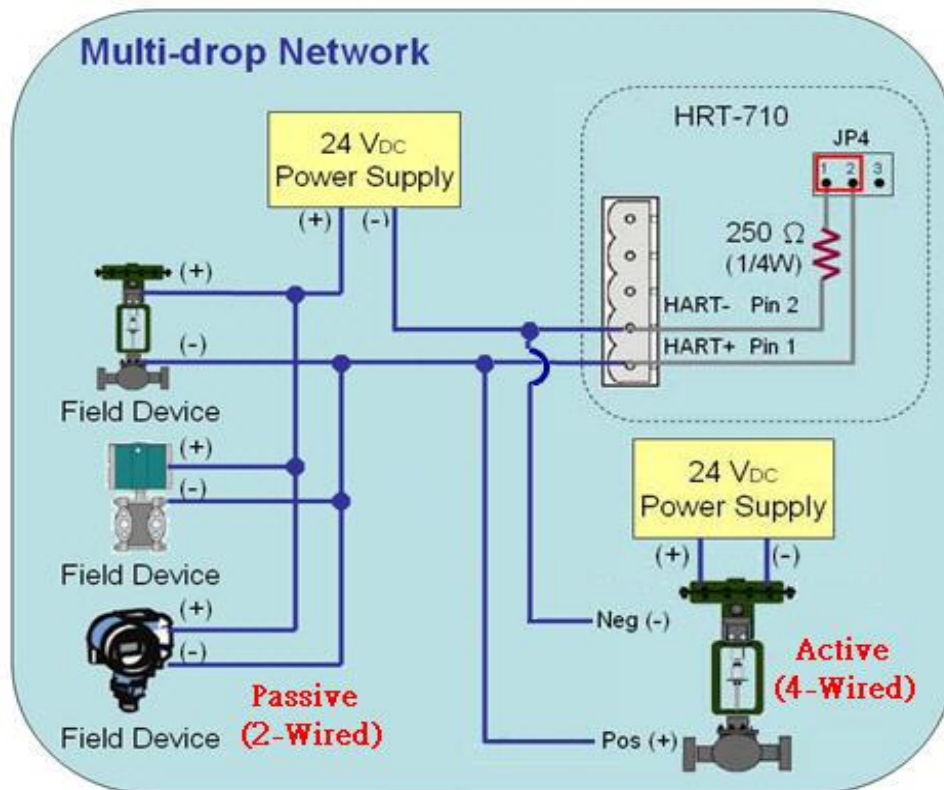 Multi-drop Network
24 VDC
Power Supply
(+)
(-)
HRT-710
JP4
1 2 3
250 Ω
(1/4W)
HART- Pin 2
HART+ Pin 1
(+)
(-)
Field Device
(+)
(-)
Field Device
(+)
(-)
Field Device
Passive
(2-Wired)
24 VDC
Power Supply
(+)
(-)
Neg (-)
Pos (+)
Active
(4-Wired)